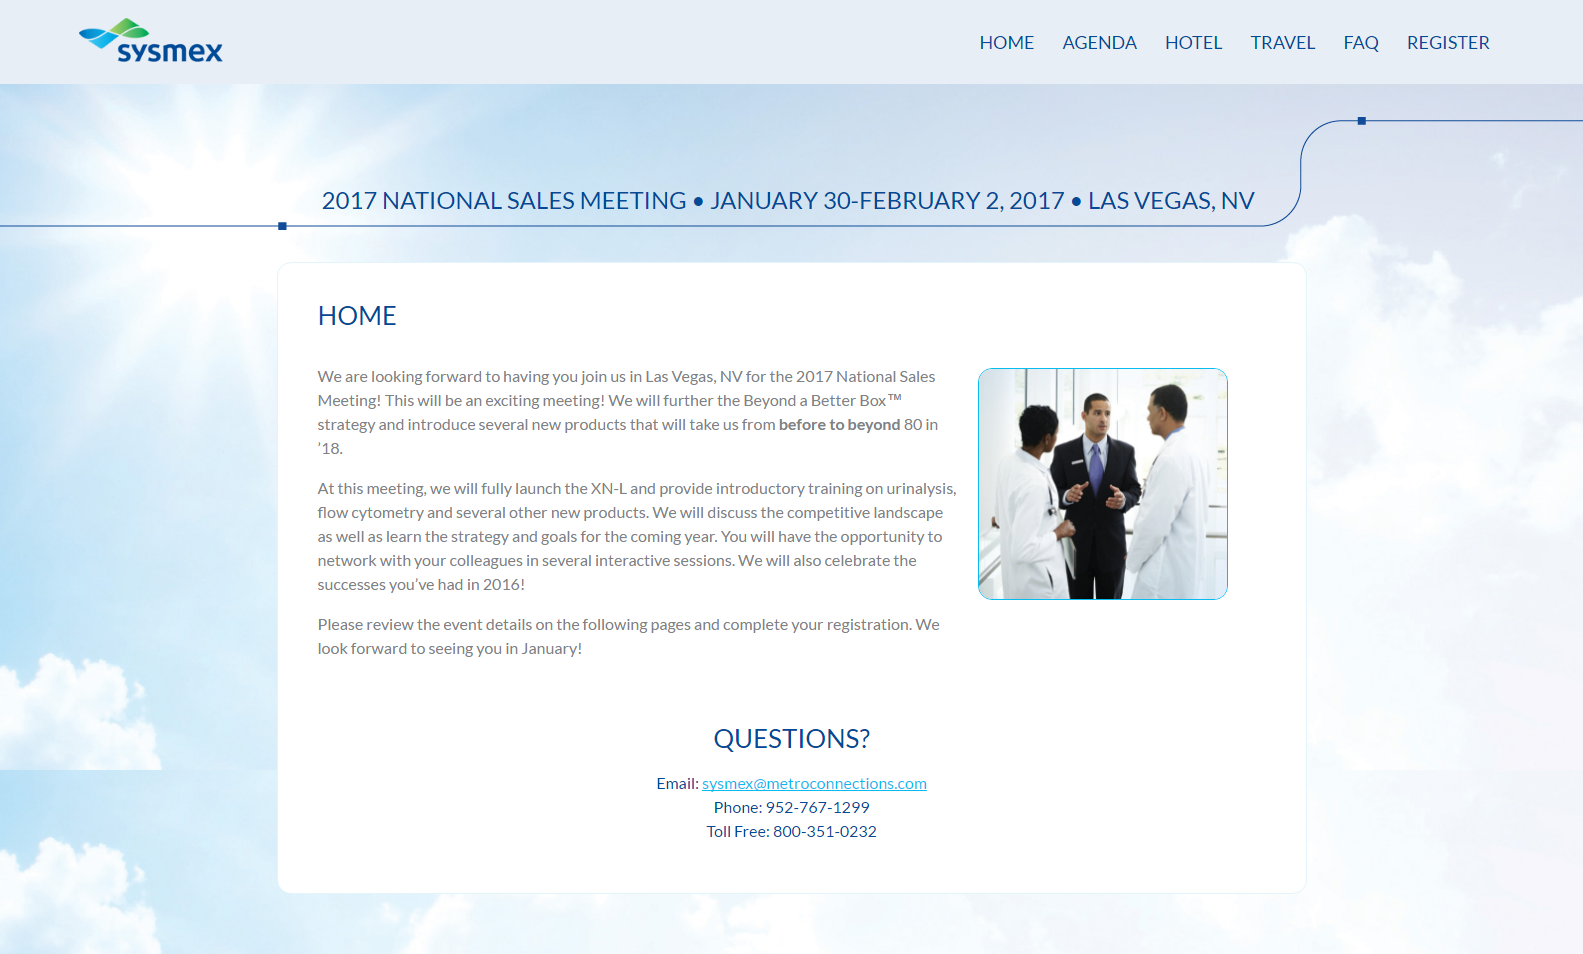 sysmex
HOME AGENDA HOTEL TRAVEL FAQ REGISTER
2017 NATIONAL SALES MEETING • JANUARY 30-FEBRUARY 2, 2017 • LAS VEGAS, NV
HOME
We are looking forward to having you join us in Las Vegas, NV for the 2017 National Sales
Meeting! This will be an exciting meeting! We will further the Beyond a Better Box™
strategy and introduce several new products that will take us from before to beyond 80 in
'18.
At this meeting, we will fully launch the XN-L and provide introductory training on urinalysis,
flow cytometry and several other new products. We will discuss the competitive landscape
as well as learn the strategy and goals for the coming year. You will have the opportunity to
network with your colleagues in several interactive sessions. We will also celebrate the
successes you've had in 2016!
Please review the event details on the following pages and complete your registration. We
look forward to seeing you in January!
QUESTIONS?
Email: sysmex@metroconnections.com
Phone: 952-767-1299
Toll Free: 800-351-0232